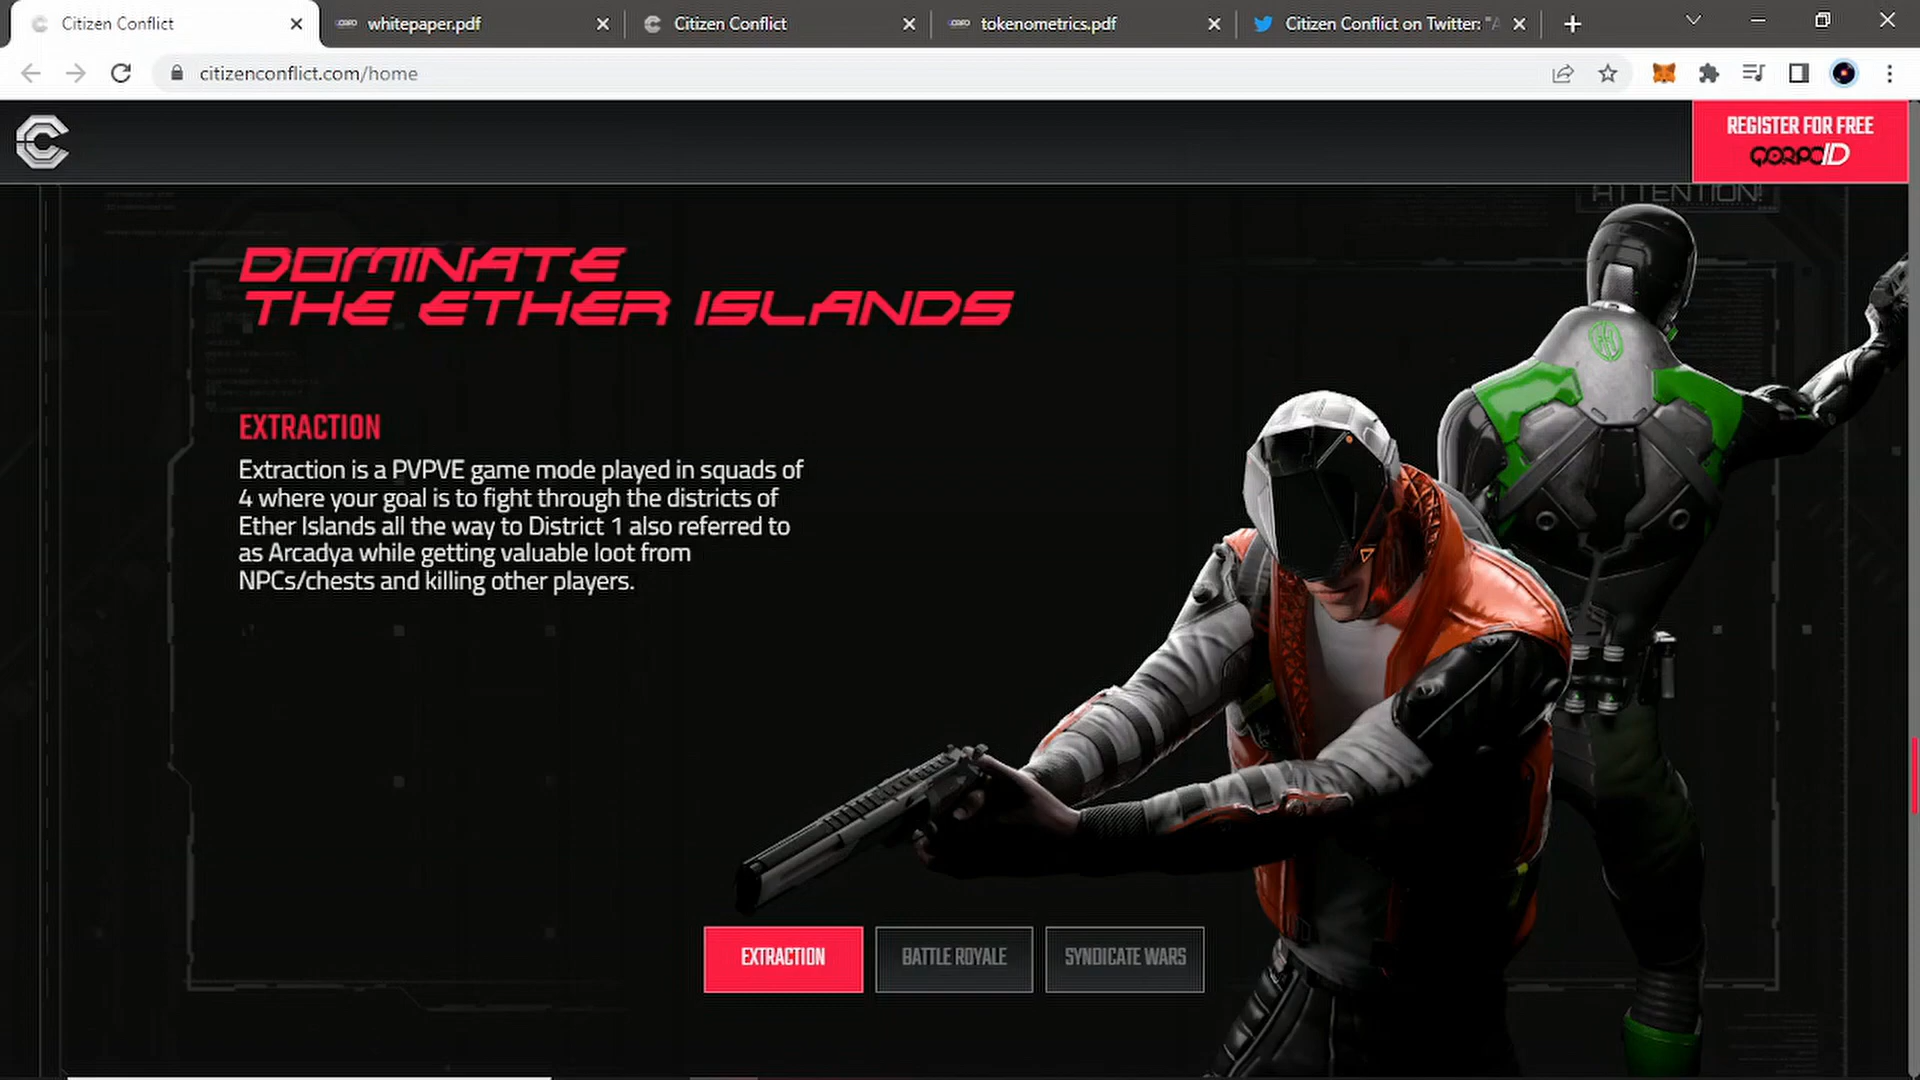 Citizen Conflict
whitepaper.pdf
Citizen Conflict
tokenometrics.pdf
Citizen Conflict on Twitter: "A
citizenconflict.com/home
REGISTER FOR FREE
QORPO ID
ATTENTION!
DOMINATE
THE ETHER ISLANDS
EXTRACTION
Extraction is a PVPVE game mode played in squads of
4 where your goal is to fight through the districts of
Ether Islands all the way to District 1 also referred to
as Arcadya while getting valuable loot from
NPCs/chests and killing other players.
EXTRACTION
BATTLE ROYALE
SYNDICATE WARS